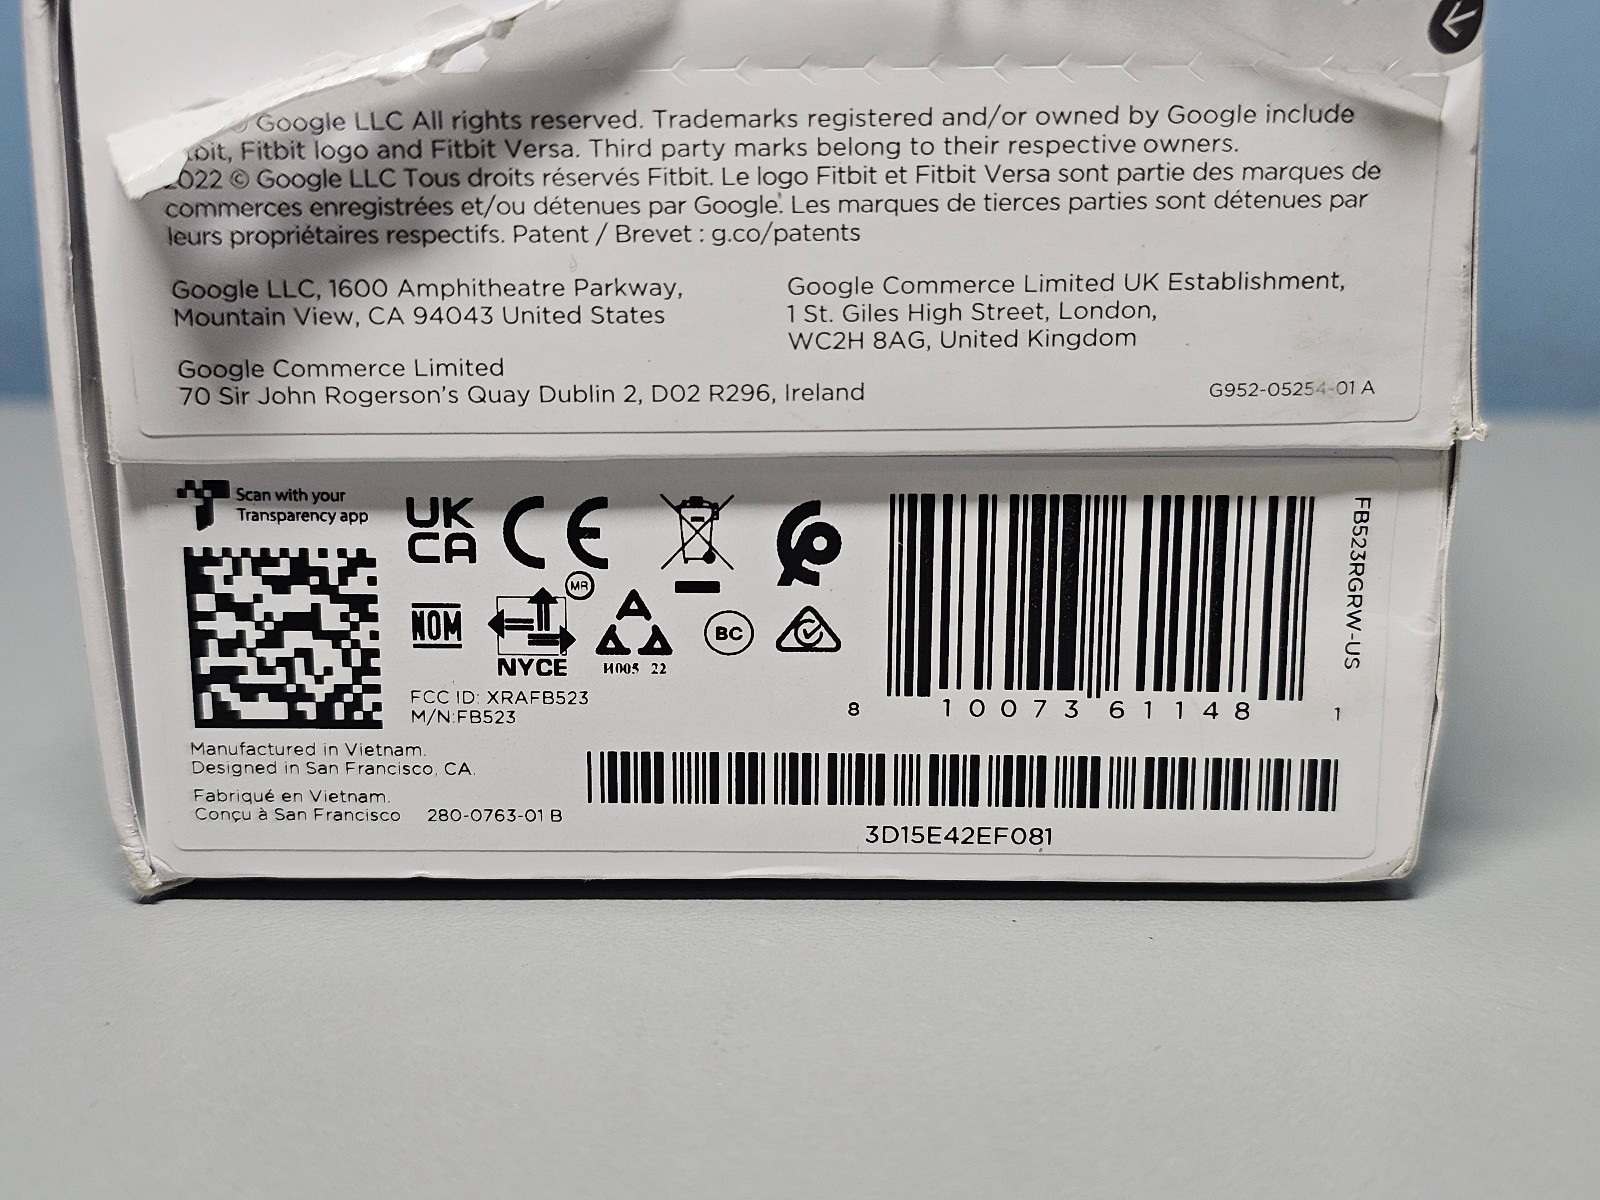 Google LLC All rights reserved. Trademarks registered and/or owned by Google include
Fitbit logo and Fitbit Versa. Third party marks belong to their respective owners.
2022 © Google LLC Tous droits réservés Fitbit. Le logo Fitbit et Fitbit Versa sont partie des marques de
commerces enregistrées et/ou détenues par Google. Les marques de tierces parties sont détenues par
leurs propriétaires respectifs. Patent / Brevet : g.co/patents
Google LLC, 1600 Amphitheatre Parkway,
Mountain View, CA 94043 United States
Google Commerce Limited
70 Sir John Rogerson's Quay Dublin 2, D02 R296, Ireland
Google Commerce Limited UK Establishment,
1 St. Giles High Street, London,
WC2H 8AG, United Kingdom
G952-05254-01 A
Scan with your
Transparency app
UK
CA
CE
NOM
MR
NYCE
A
И005 22
BC
FCC ID: XRAFB523
M/N:FB523
Manufactured in Vietnam.
Designed in San Francisco, CA.
Fabriqué en Vietnam.
Conçu à San Francisco
280-0763-01 B
8 10073 61148 1
FB523RGRW-US
3D15E42EF081